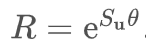 R = e^{S_u θ}.